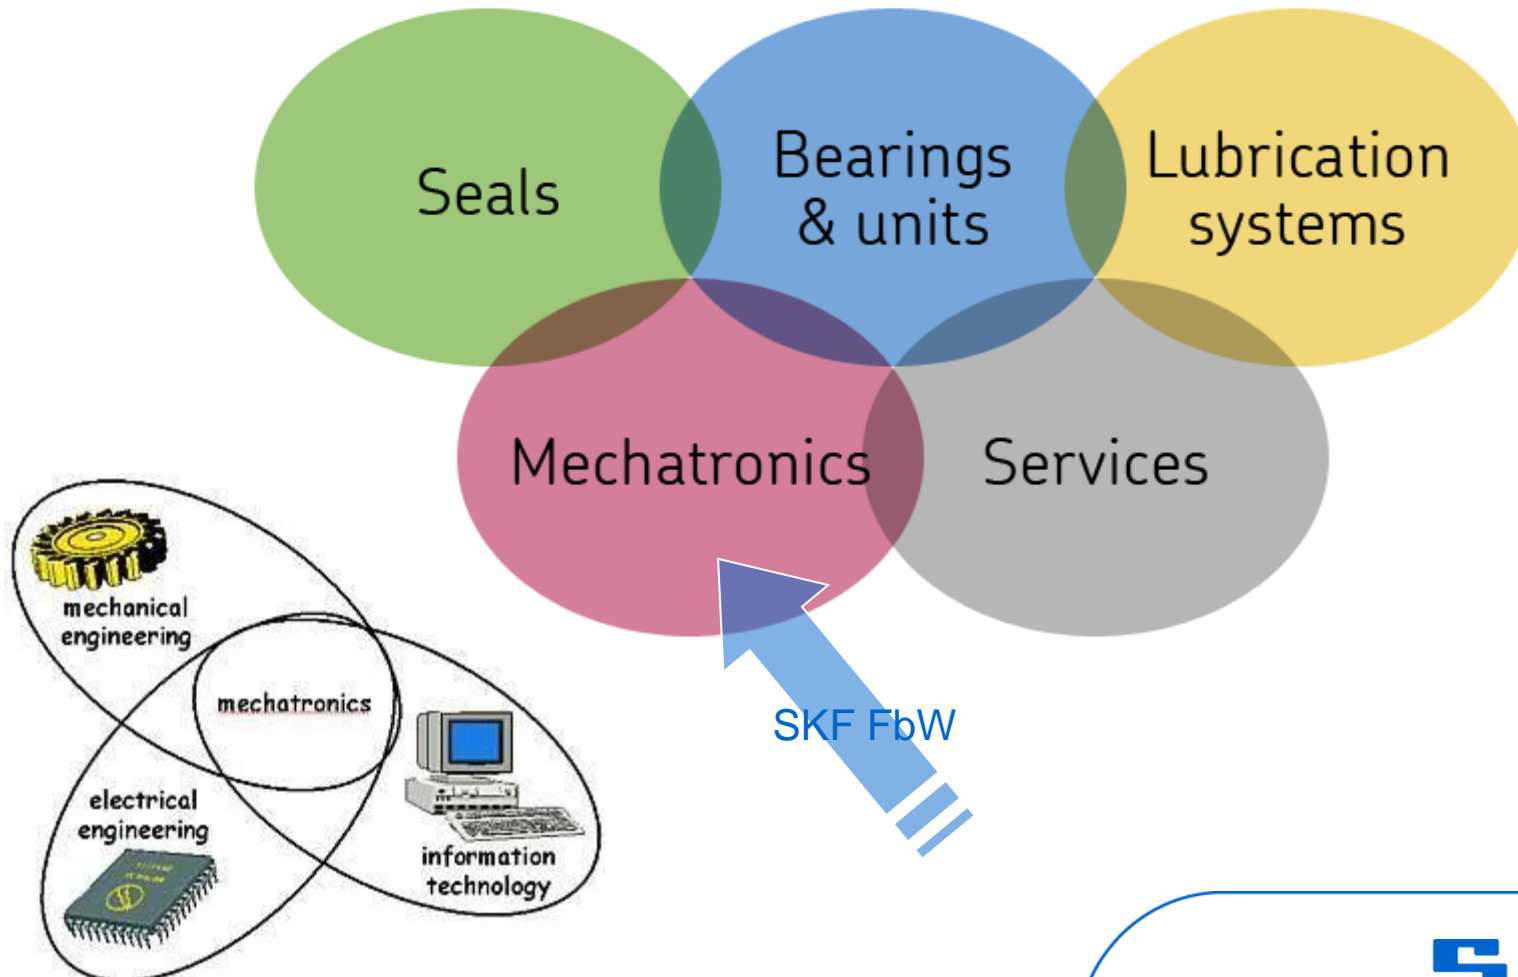 Seals
Bearings
& units
Lubrication
systems
Mechatronics
Services
mechanical
engineering
mechatronics
electrical
engineering
information
technology
SKF FbW